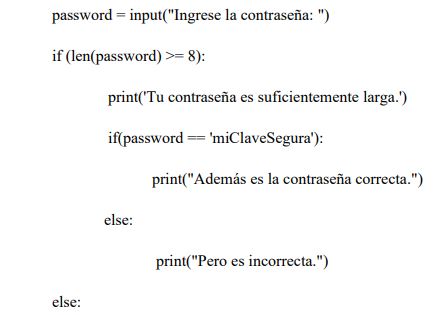 password = input("Ingrese la contraseña: ")
if (len(password) >= 8):
print('Tu contraseña es suficientemente larga.')
if(password == 'miClaveSegura'):
print("Además es la contraseña correcta.")
else:
print("Pero es incorrecta.")
else: